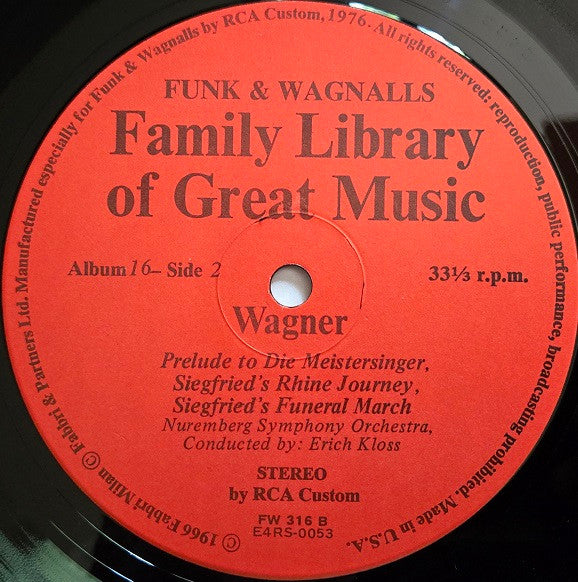 © 1966 Fabbri Milan © Fabbri & Partners Ltd. Manufactured especially for Funk & Wagnalls by RCA Custom, 1976. All rights reserved; reproduction, public performance, broadcasting prohibited. Made in U.S.A.
FUNK & WAGNALLS
Family Library
of Great Music
Album 16 – Side 2 33⅓ r.p.m.
Wagner
Prelude to Die Meistersinger,
Siegfried's Rhine Journey,
Siegfried's Funeral March
Nuremberg Symphony Orchestra,
Conducted by: Erich Kloss
STEREO
by RCA Custom
FW 316 B
E4RS-0053